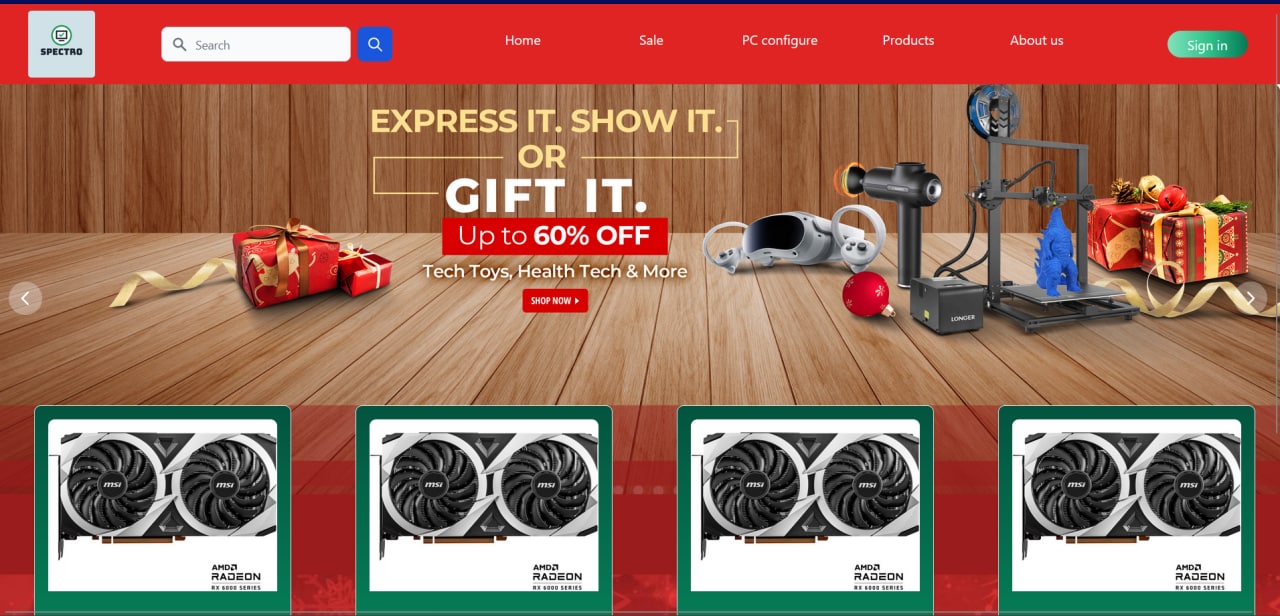 SPECTRO
Search
Home
Sale
PC configure
Products
About us
Sign in
EXPRESS IT. SHOW IT.
OR
GIFT IT.
Up to 60% OFF
Tech Toys, Health Tech & More
SHOP NOW
LONGER
msi
msi
msi
msi
msi
msi
msi
msi
AMD
RADEON
RX 6000 SERIES
AMD
RADEON
RX 6000 SERIES
AMD
RADEON
RX 6000 SERIES
AMD
RADEON
RX 6000 SERIES